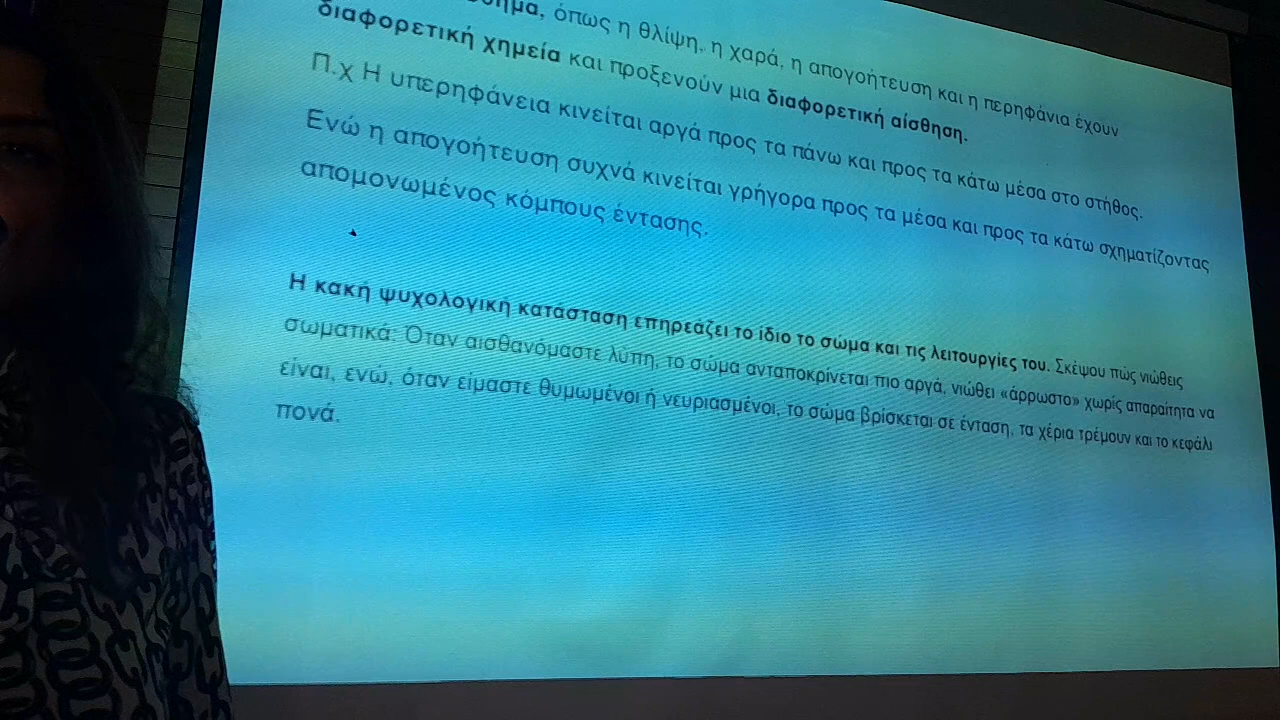 όπως η θλίψη, η χαρά, η απογοήτευση και η περηφάνια έχουν
διαφορετική χημεία και προξενούν μια διαφορετική αίσθηση.
Π.χ Η υπερηφάνεια κινείται αργά προς τα πάνω και προς τα κάτω μέσα στο στήθος.
Ενώ η απογοήτευση συχνά κινείται γρήγορα προς τα μέσα και προς τα κάτω σχηματίζοντας
απομονωμένος κόμπους έντασης.
Η κακή ψυχολογική κατάσταση επηρεάζει το ίδιο το σώμα και τις λειτουργίες του. Σκέψου πώς νιώθεις
σωματικά: Όταν αισθανόμαστε λύπη, το σώμα ανταποκρίνεται πιο αργά, νιώθει «άρρωστο» χωρίς απαραίτητα να
είναι, ενώ, όταν είμαστε θυμωμένοι ή νευριασμένοι, το σώμα βρίσκεται σε ένταση, τα χέρια τρέμουν και το κεφάλι
πονά.